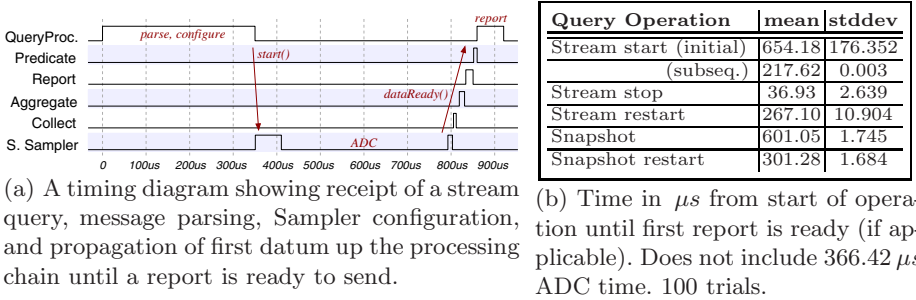 report
QueryProc.
parse, configure
Predicate
start()
Report
dataReady()
Aggregate
Collect
S. Sampler
ADC
0 100us 200us 300us 400us 500us 600us 700us 800us 900us
(a) A timing diagram showing receipt of a stream
query, message parsing, Sampler configuration,
and propagation of first datum up the processing
chain until a report is ready to send.
Query Operation mean stddev
Stream start (initial) 654.18 176.352
(subseq.) 217.62 0.003
Stream stop 36.93 2.639
Stream restart 267.10 10.904
Snapshot 601.05 1.745
Snapshot restart 301.28 1.684
(b) Time in μs from start of opera-
tion until first report is ready (if ap-
plicable). Does not include 366.42 μs
ADC time. 100 trials.